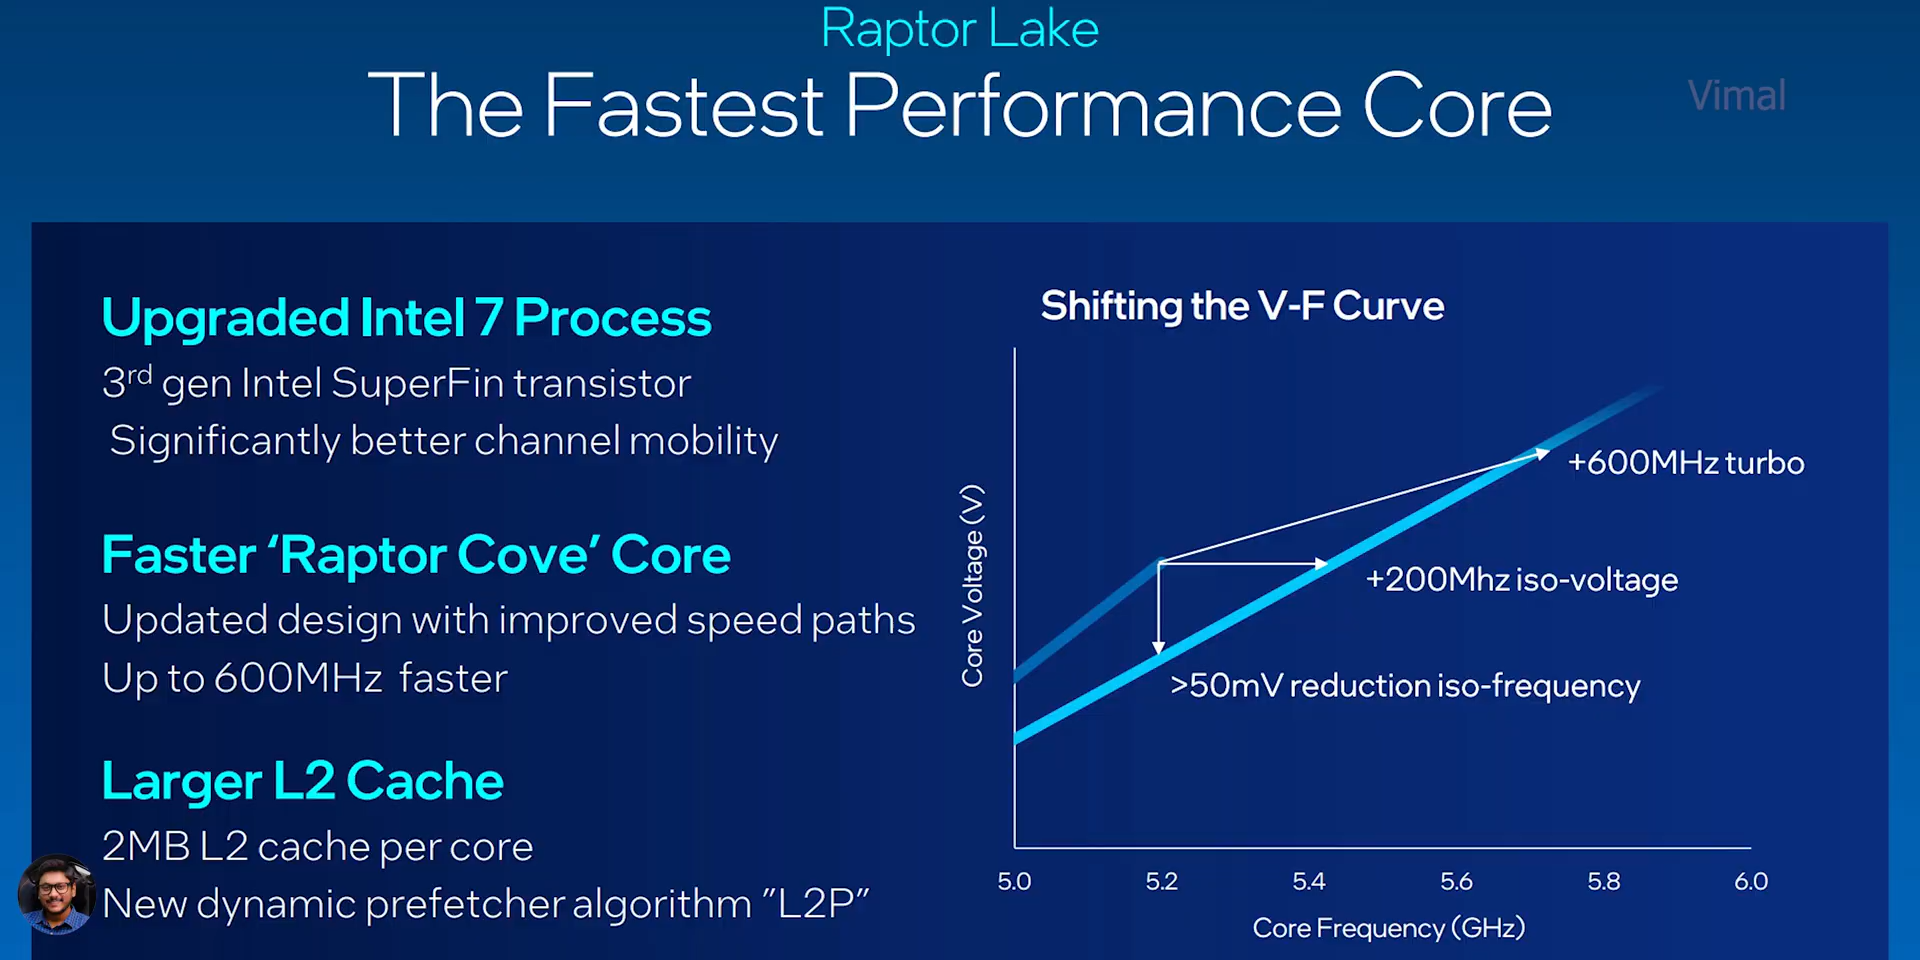 Raptor Lake
The Fastest Performance Core
Vimal
Upgraded Intel 7 Process
3rd gen Intel SuperFin transistor
Significantly better channel mobility
Faster ‘Raptor Cove’ Core
Updated design with improved speed paths
Up to 600MHz faster
Larger L2 Cache
2MB L2 cache per core
New dynamic prefetcher algorithm ”L2P”
Shifting the V-F Curve
Core Voltage (V)
+600MHz turbo
+200Mhz iso-voltage
>50mV reduction iso-frequency
5.0 5.2 5.4 5.6 5.8 6.0
Core Frequency (GHz)